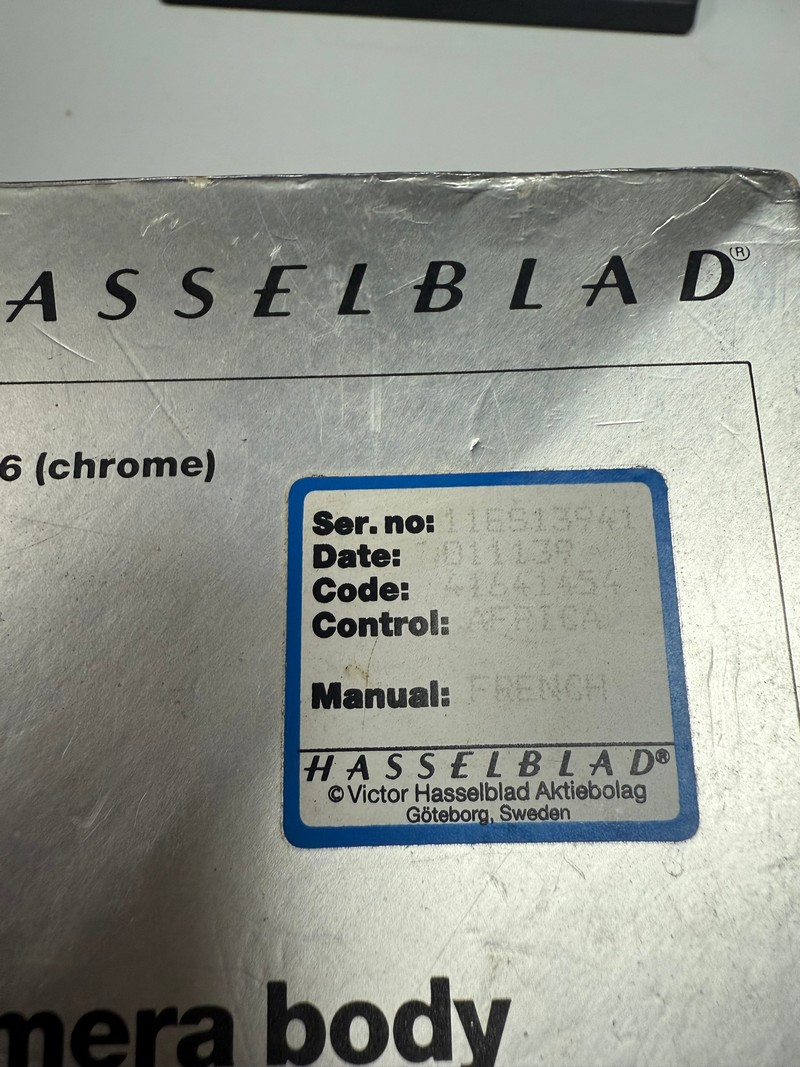 ASSELBLAD®
6 (chrome)
Ser. no: 11ES13941
Date: 011139
Code: 41641454
Control: AFRICA
Manual: FRENCH
HASSELBLAD®
© Victor Hasselblad Aktiebolag
Göteborg, Sweden
mera body